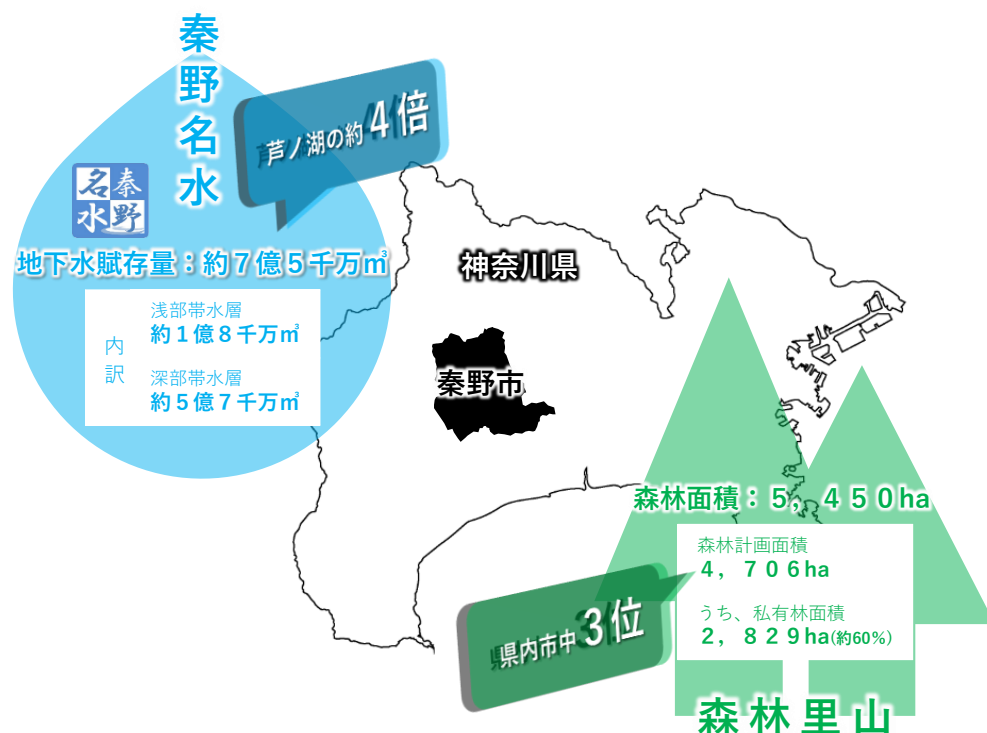 秦野名水
芦ノ湖の約4倍
名秦
水野
地下水賦存量：約７億５千万㎥
内訳
浅部帯水層
約１億８千万㎥
深部帯水層
約５億７千万㎥
神奈川県
秦野市
森林面積：５，４５０ha
森林計画面積
４，７０６ha
うち、私有林面積
２，８２９ha(約60%)
県内市中3位
森林里山